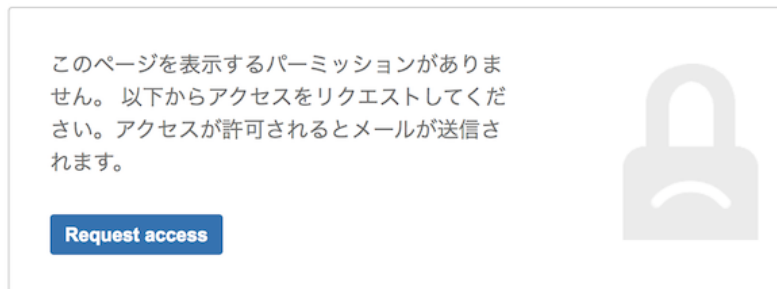 このページを表示するパーミッションがありま
せん。 以下からアクセスをリクエストしてくだ
さい。アクセスが許可されるとメールが送信さ
れます。
Request access